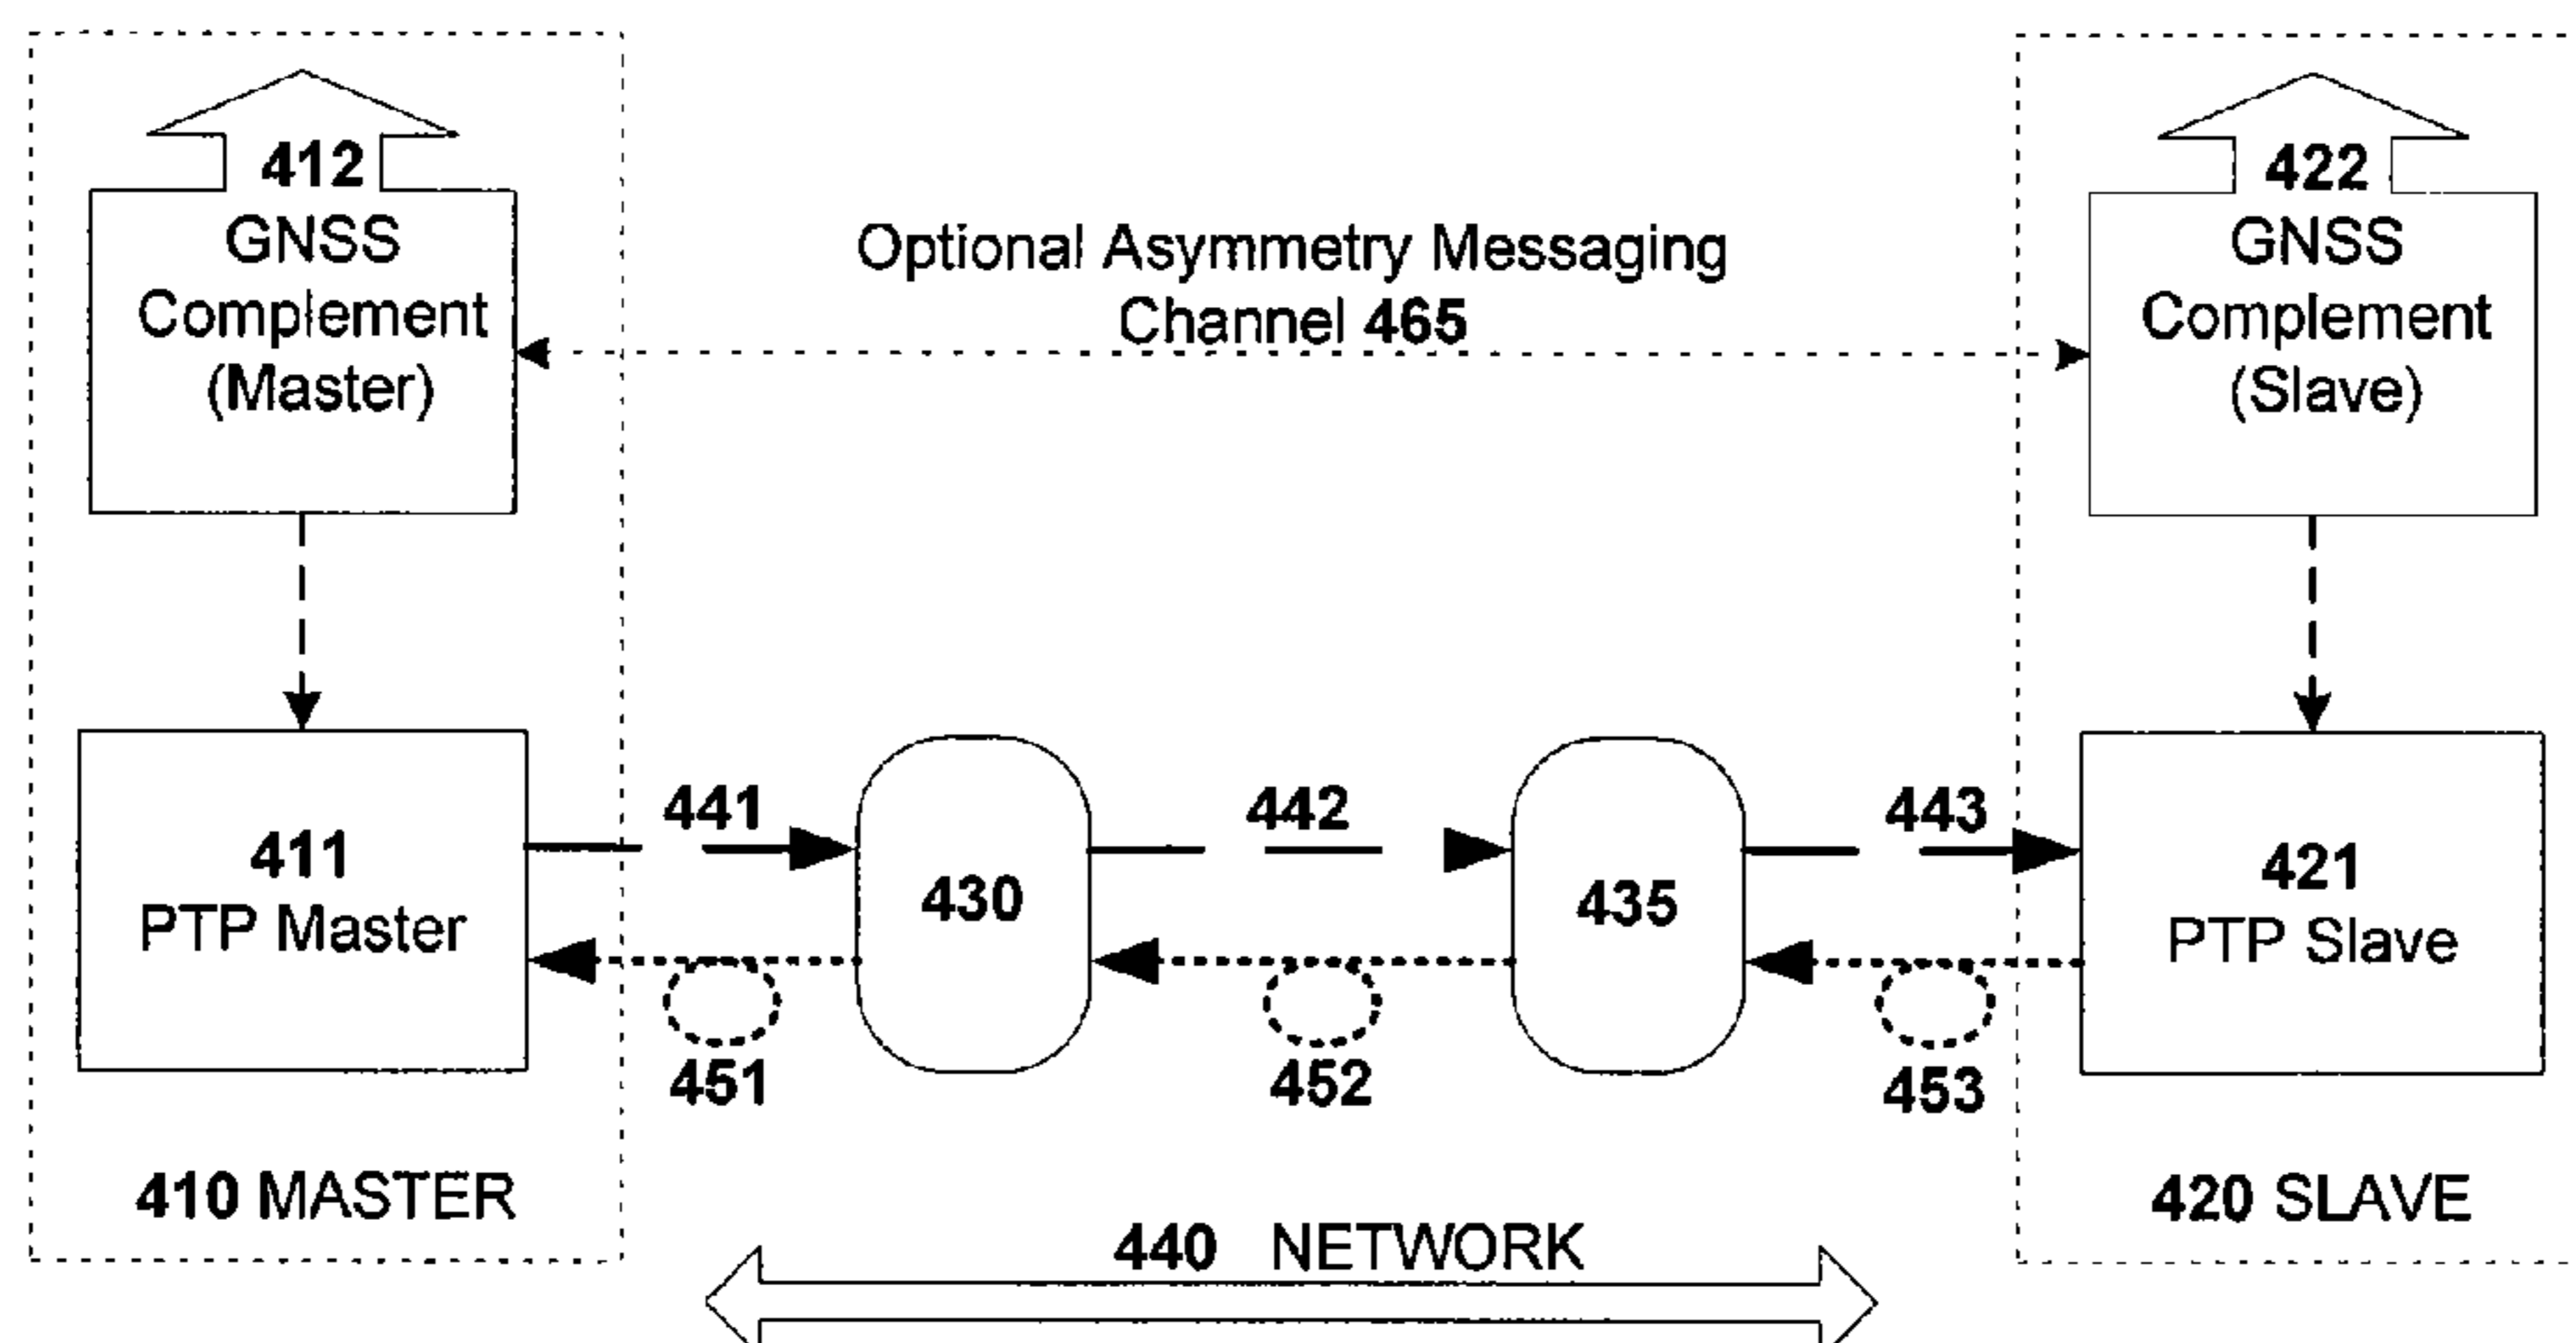 412
GNSS
Complement
(Master)
Optional Asymmetry Messaging
Channel 465
422
GNSS
Complement
(Slave)
411
PTP Master
441
430
442
435
443
421
PTP Slave
451
452
453
410 MASTER
420 SLAVE
440 NETWORK